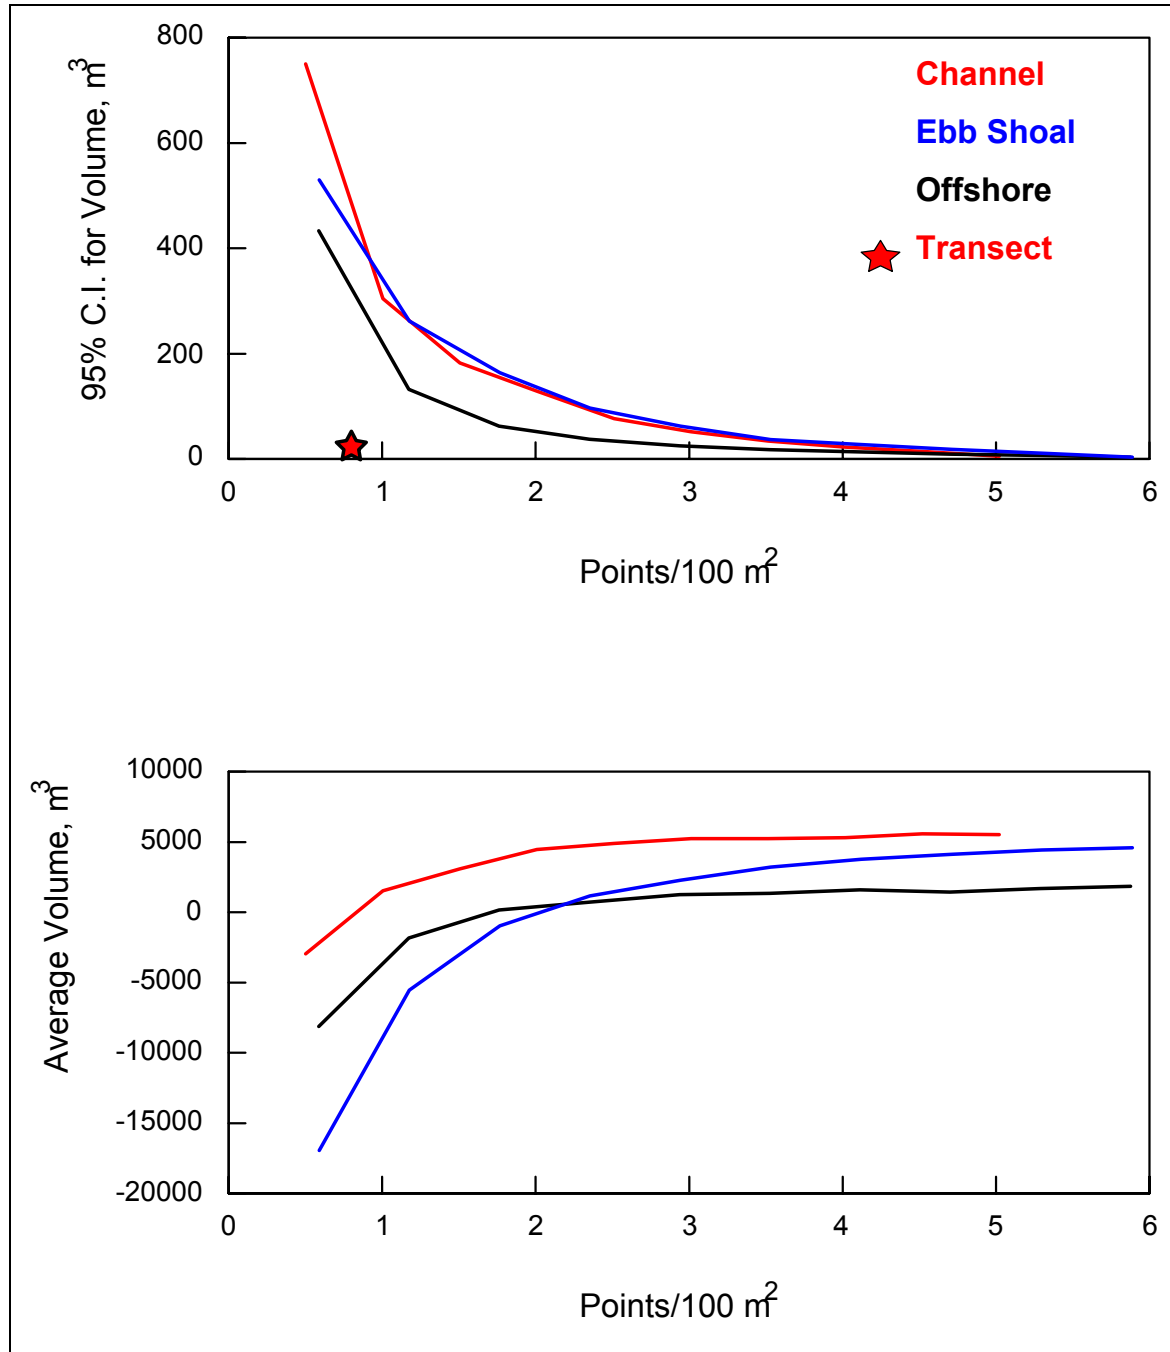 95% C.I. for Volume, m3
800
600
400
200
0
Channel
Ebb Shoal
Offshore
Transect
0 1 2 3 4 5 6
Points/100 m2
Average Volume, m3
10000
5000
0
-5000
-10000
-15000
-20000
0 1 2 3 4 5 6
Points/100 m2